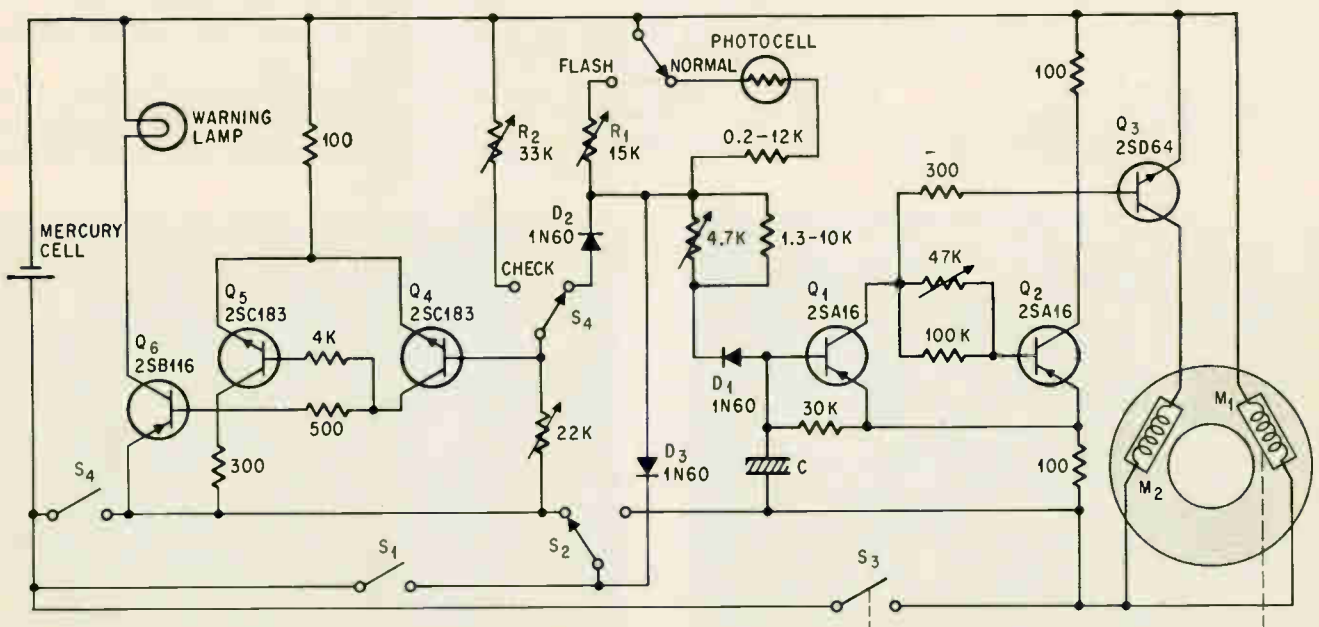 PHOTOCELL
FLASH
NORMAL
WARNING
LAMP
100
R2
33K
R1
15K
0.2-12K
100
Q3
2SD64
300
MERCURY
CELL
D2
1N60
4.7K
1.3-10K
CHECK
S4
47K
Q5
2SC183
Q4
2SC183
Q1
2SA16
Q2
2SA16
4K
100K
Q6
2SB116
500
D1
1N60
M1
22K
30K
300
D3
1N60
C
100
M2
S4
S2
S1
S3